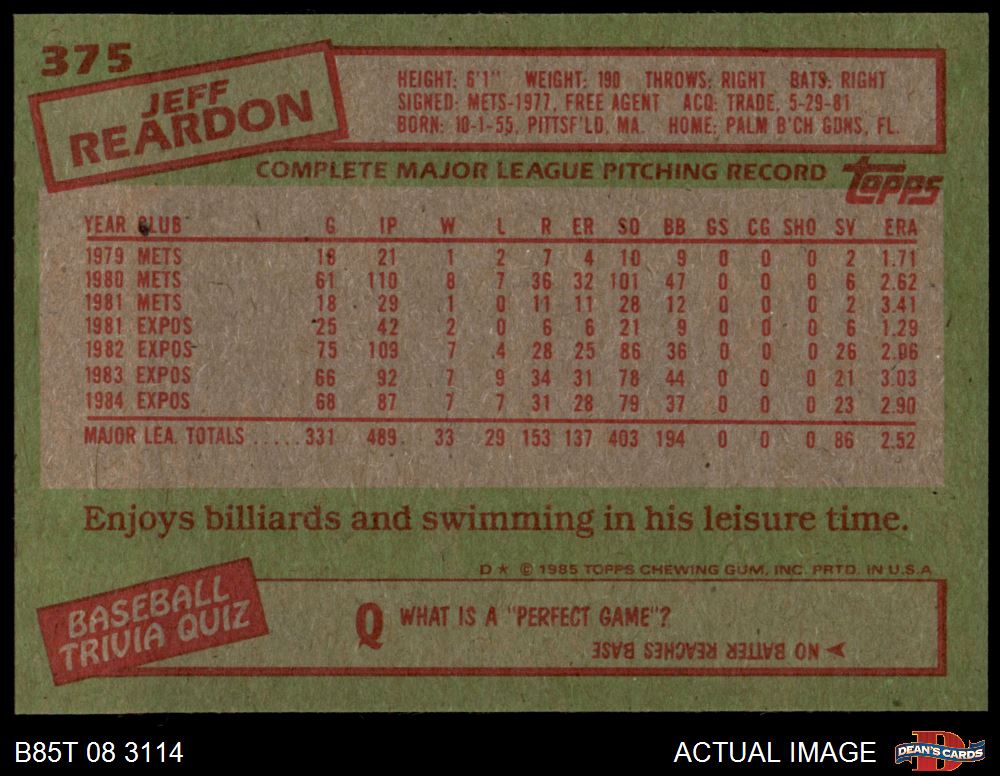 375
JEFF
REARDON
HEIGHT: 6'1" WEIGHT: 190 THROWS: RIGHT BATS: RIGHT
SIGNED: METS-1977, FREE AGENT ACQ: TRADE, 5-29-81
BORN: 10-1-55, PITTSF'LD, MA. HOME: PALM B'CH GDNS, FL.
COMPLETE MAJOR LEAGUE PITCHING RECORD
Topps
YEAR CLUB G IP W L R ER SO BB GS CG SHO SV ERA
1979 METS 18 21 1 2 7 4 10 9 0 0 0 2 1.71
1980 METS 61 110 8 7 36 32 101 47 0 0 0 6 2.62
1981 METS 18 29 1 0 11 11 28 12 0 0 0 2 3.41
1981 EXPOS 25 42 2 0 6 6 21 9 0 0 0 6 1.29
1982 EXPOS 75 109 7 4 28 25 86 36 0 0 0 26 2.06
1983 EXPOS 66 92 7 9 34 31 78 44 0 0 0 21 3.03
1984 EXPOS 68 87 7 7 31 28 79 37 0 0 0 23 2.90
MAJOR LEA. TOTALS ..... 331 489 33 29 153 137 403 194 0 0 0 86 2.52
Enjoys billiards and swimming in his leisure time.
D * © 1985 TOPPS CHEWING GUM, INC. PRTD. IN U.S.A.
BASEBALL
TRIVIA QUIZ
Q WHAT IS A "PERFECT GAME"?
NO BATTER REACHES BASE
B85T 08 3114
ACTUAL IMAGE
DEAN'S CARDS